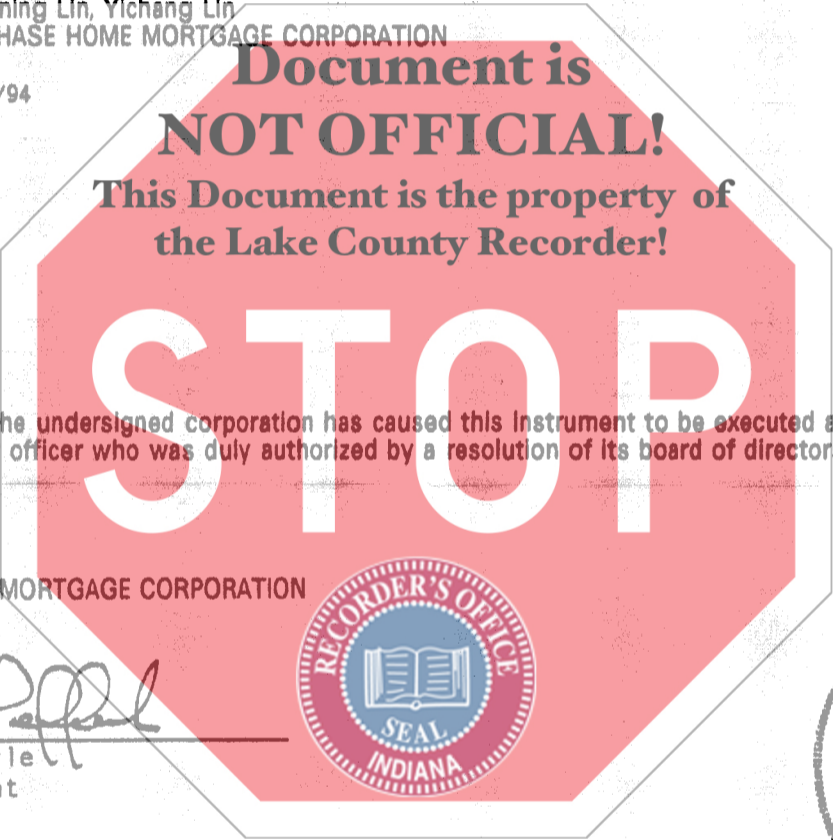 ning Lin, Yichang Lin
HASE HOME MORTGAGE CORPORATION
Document is
/94
NOT OFFICIAL!
This Document is the property of
the Lake County Recorder!
STOP
he undersigned corporation has caused this instrument to be executed a
officer who was duly authorized by a resolution of its board of director
MORTGAGE CORPORATION
RECORDER'S OFFICE
SEAL
INDIANA
le
t